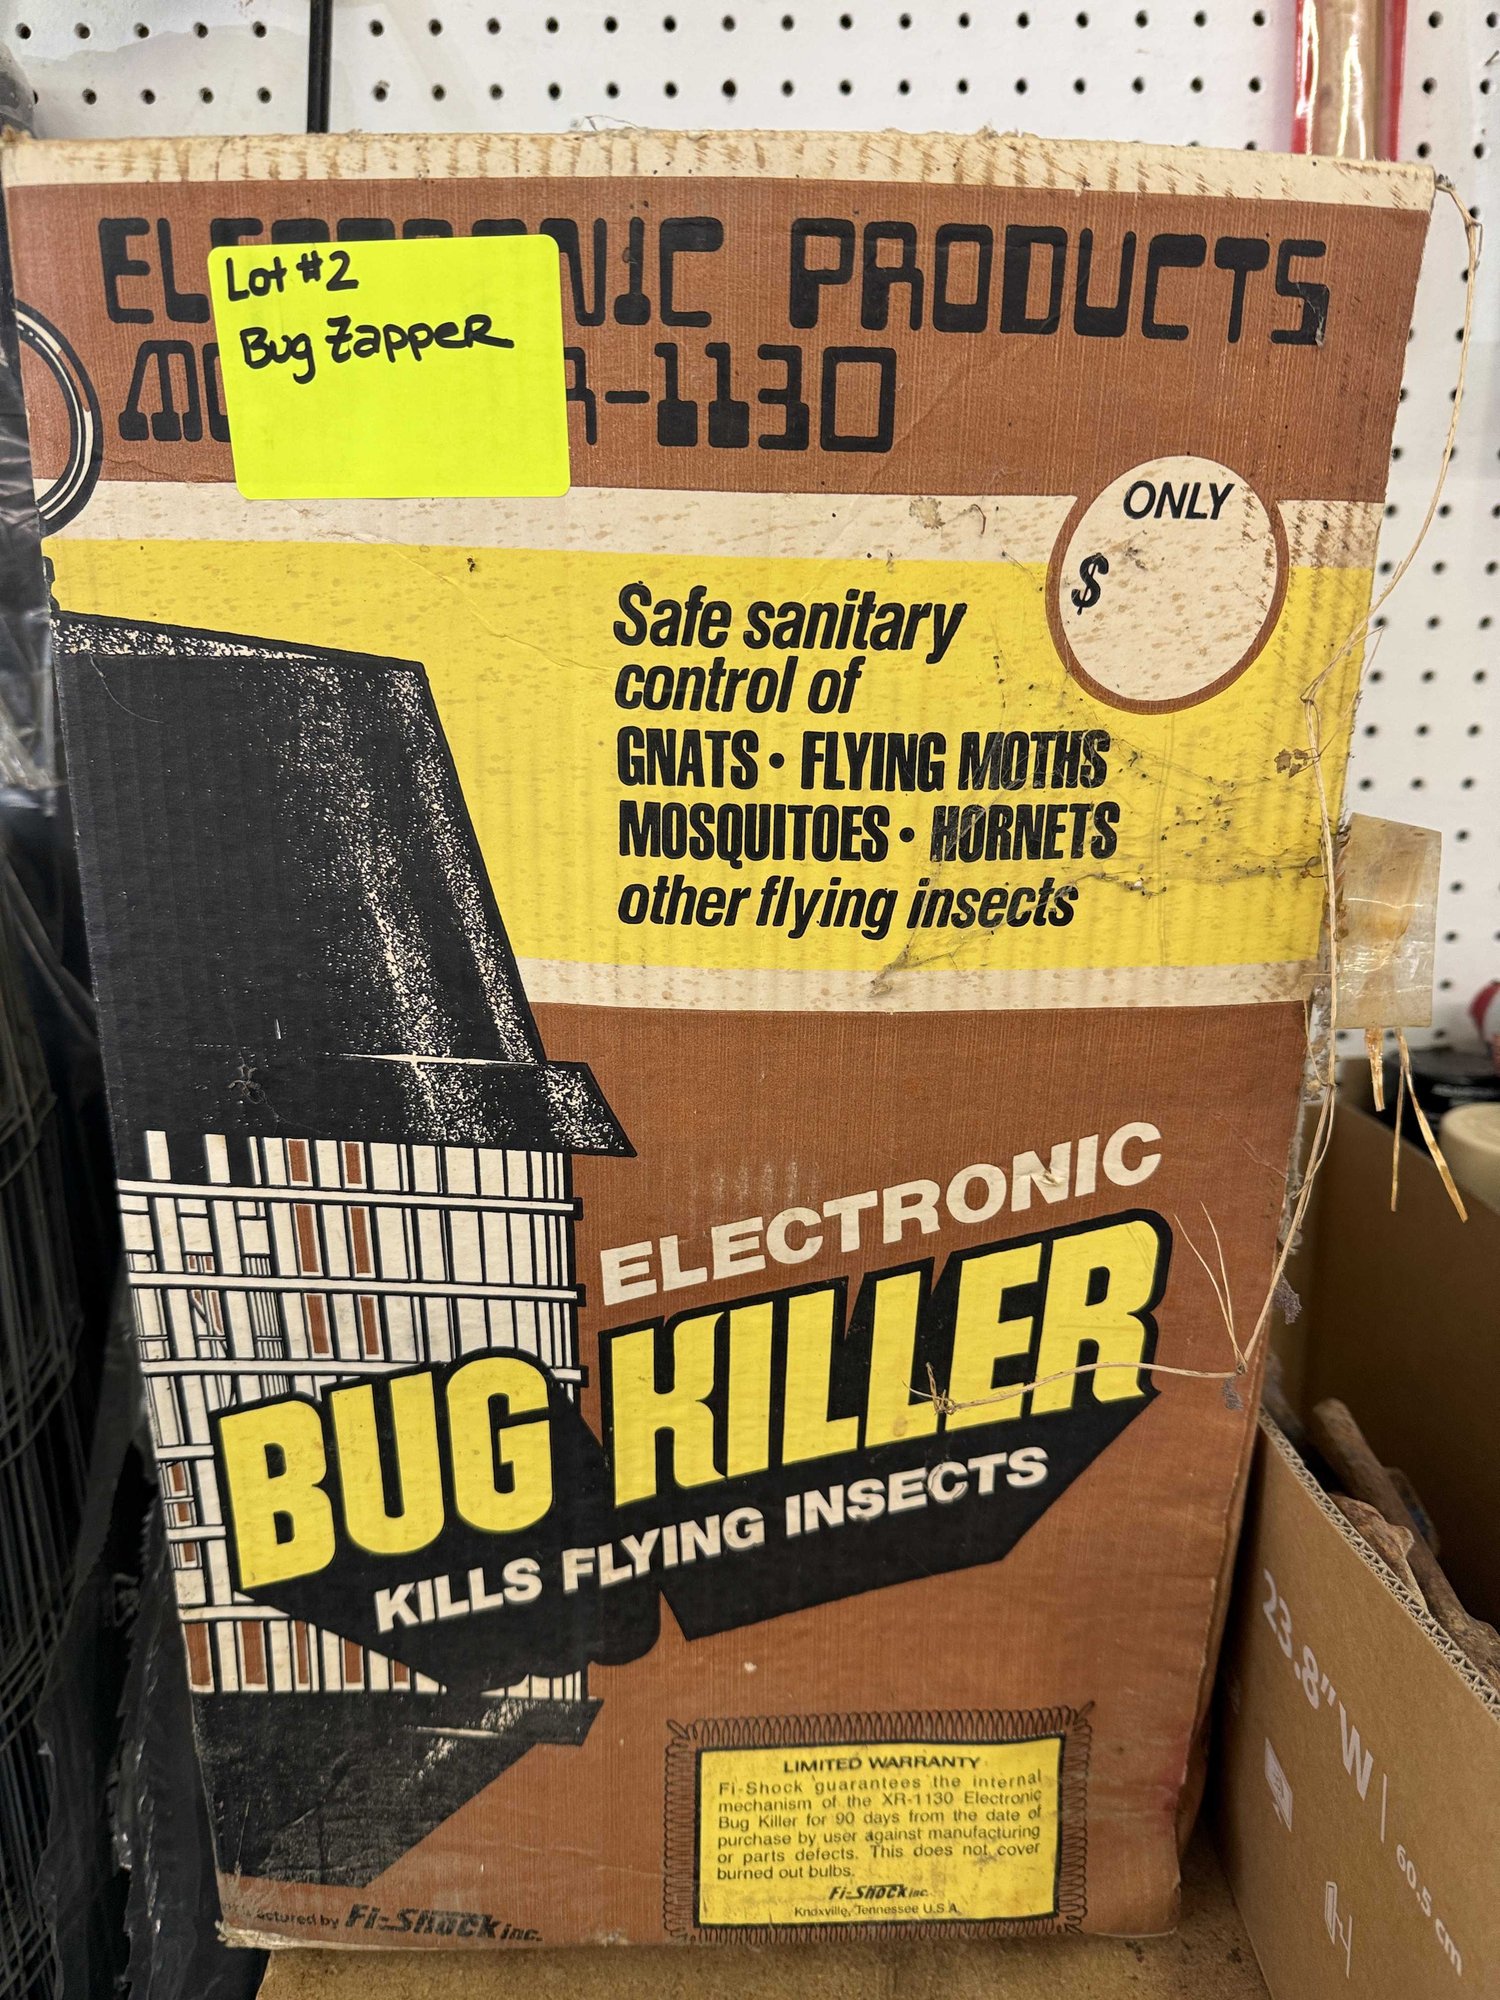 Lot #2
Bug Zapper
PRODUCTS
-1130
ONLY
$
Safe sanitary
control of
GNATS • FLYING MOTHS
MOSQUITOES • HORNETS
other flying insects
ELECTRONIC
BUG KILLER
KILLS FLYING INSECTS
LIMITED WARRANTY
Fi-Shock guarantees the internal
mechanism of the XR-1130 Electronic
Bug Killer for 90 days from the date of
purchase by user against manufacturing
or parts defects. This does not cover
burned out bulbs.
Fi-Shock inc.
Knoxville, Tennessee U.S.A.
by Fi-Shock inc.
23.8" W | 60.5 cm